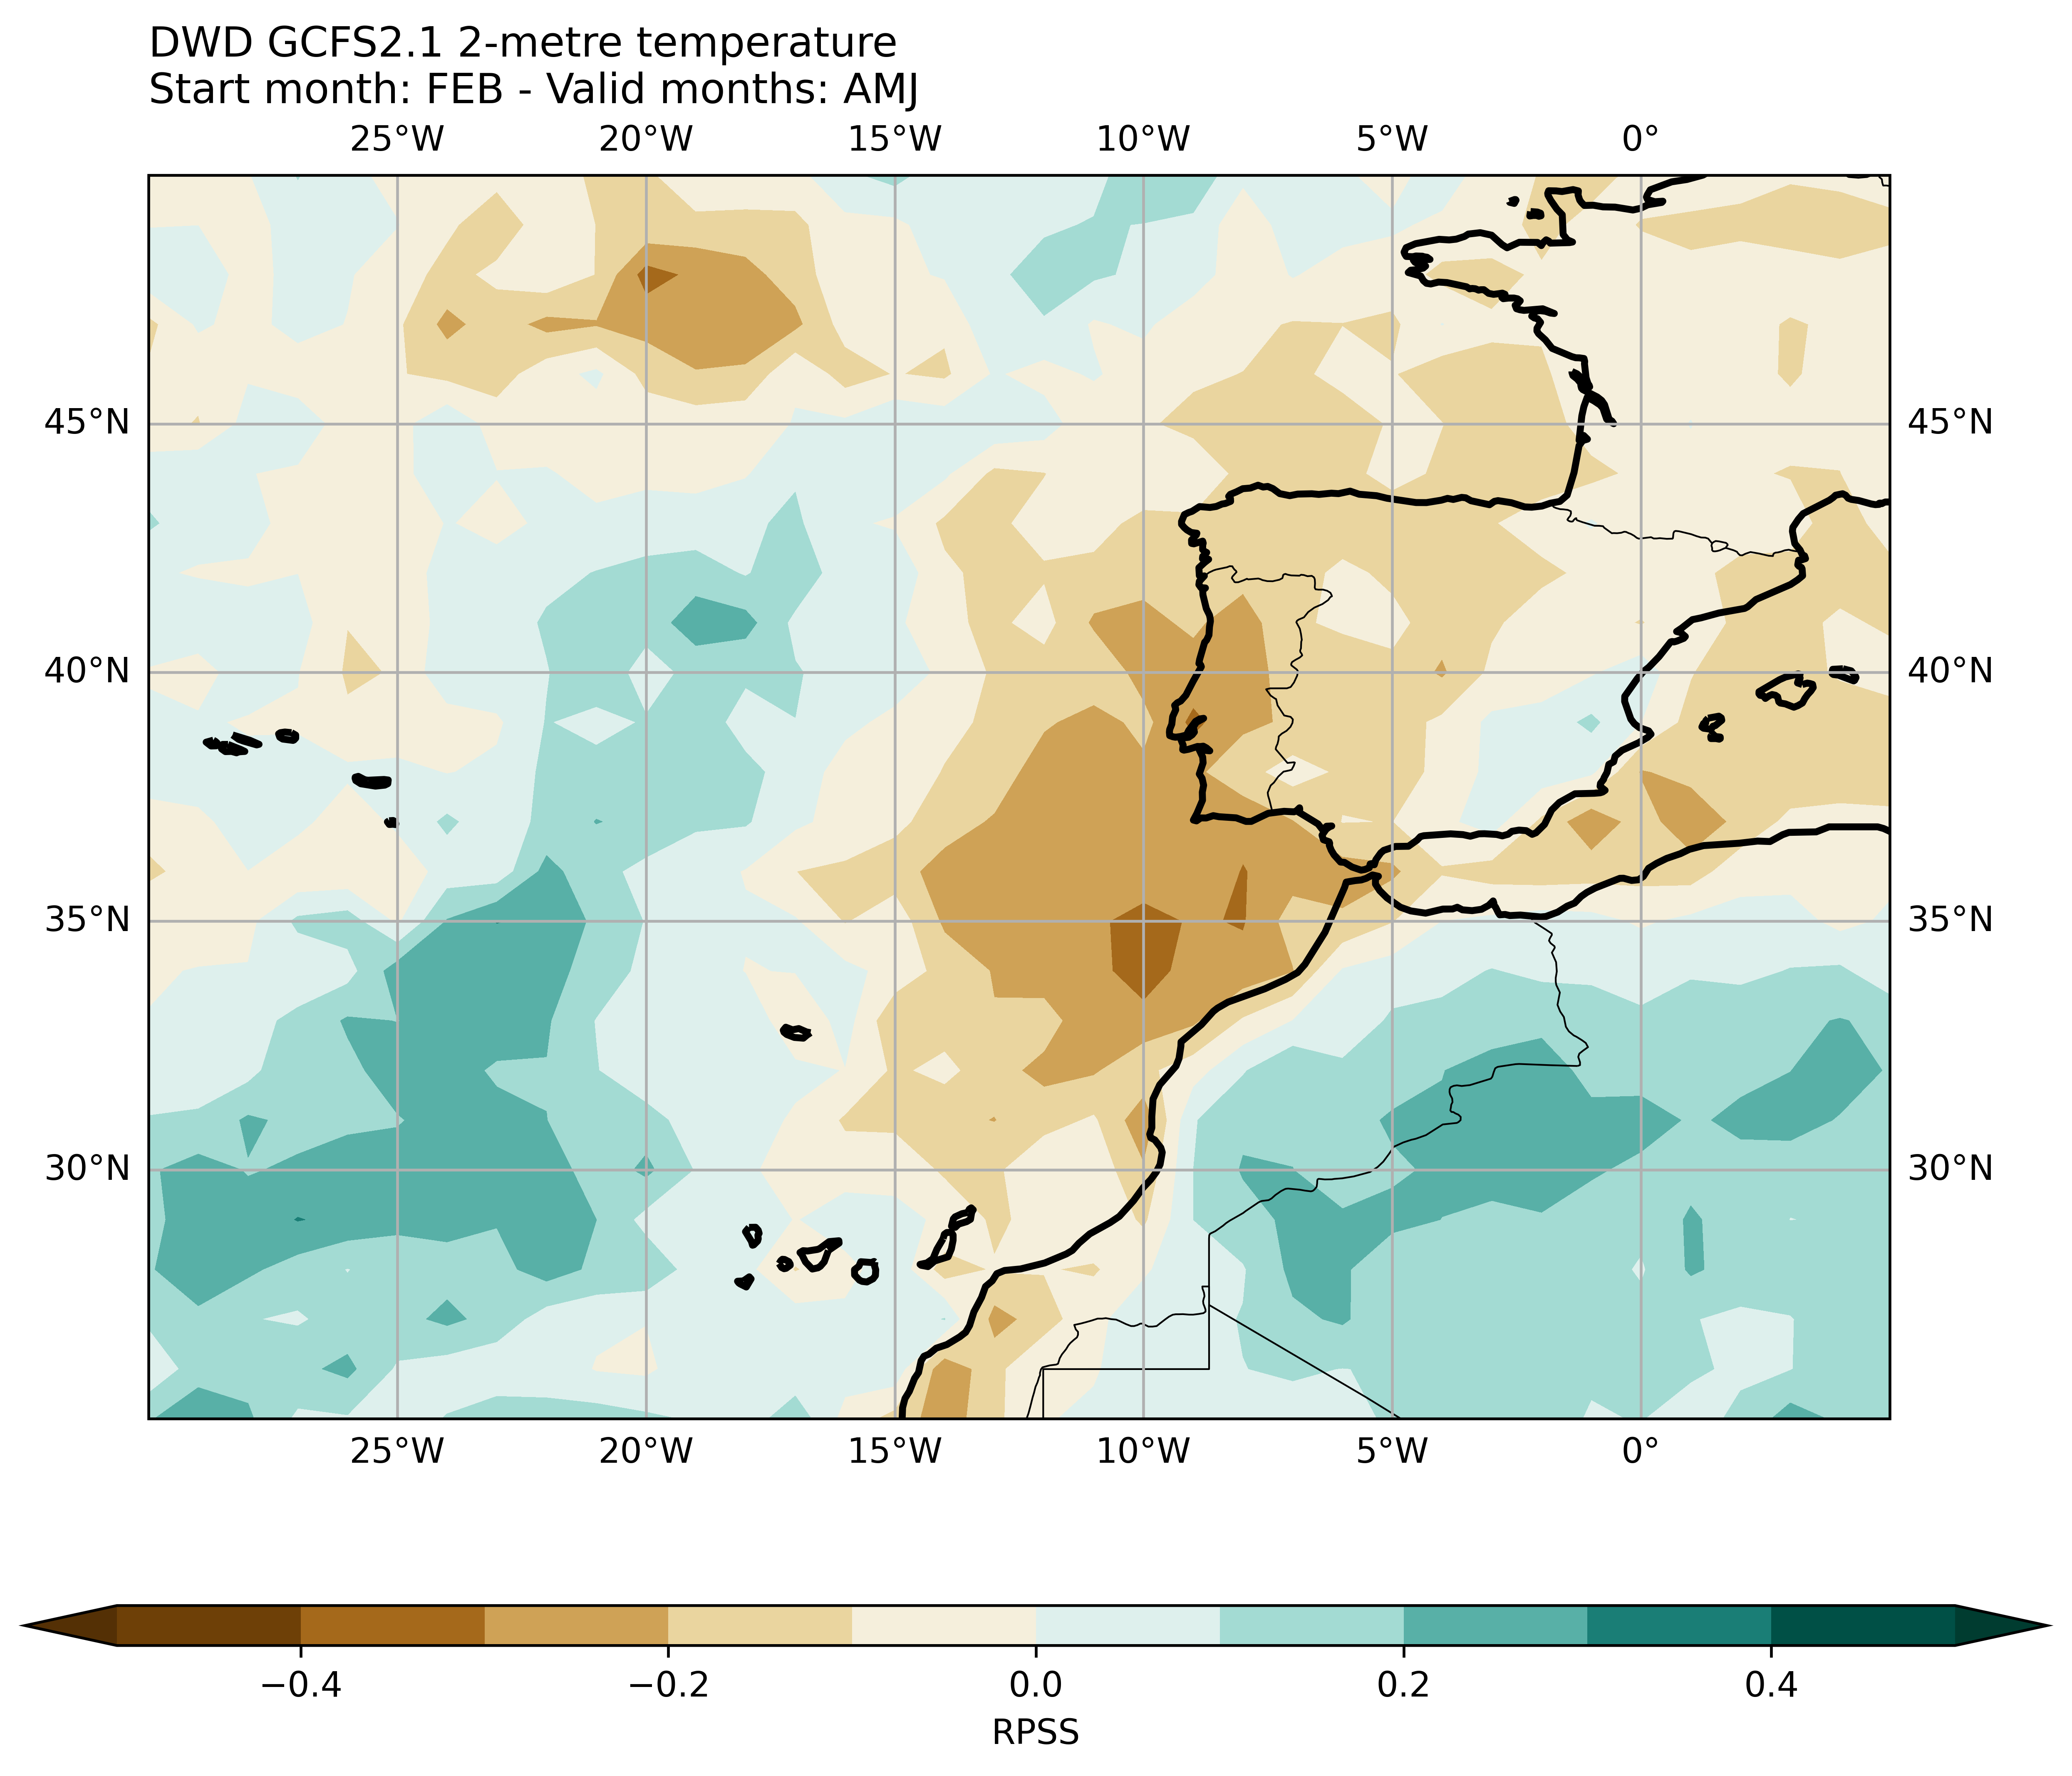 DWD GCFS2.1 2-metre temperature
Start month: FEB - Valid months: AMJ
25°W 20°W 15°W 10°W 5°W 0°
45°N 45°N
40°N 40°N
35°N 35°N
30°N 30°N
25°W 20°W 15°W 10°W 5°W 0°
−0.4 −0.2 0.0 0.2 0.4
RPSS